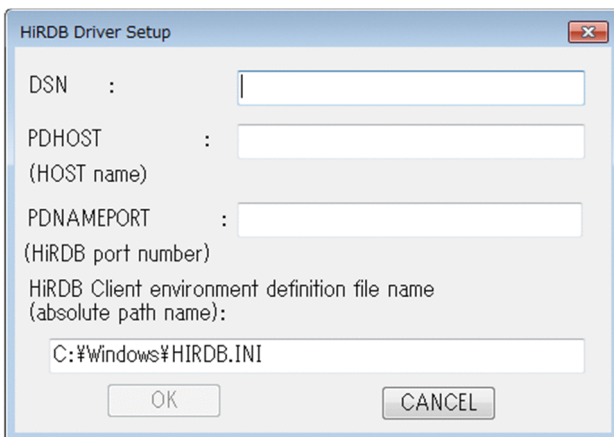 HiRDB Driver Setup
DSN :
PDHOST :
(HOST name)
PDNAMEPORT :
(HiRDB port number)
HiRDB Client environment definition file name
(absolute path name):
C:¥Windows¥HIRDB.INI
OK CANCEL